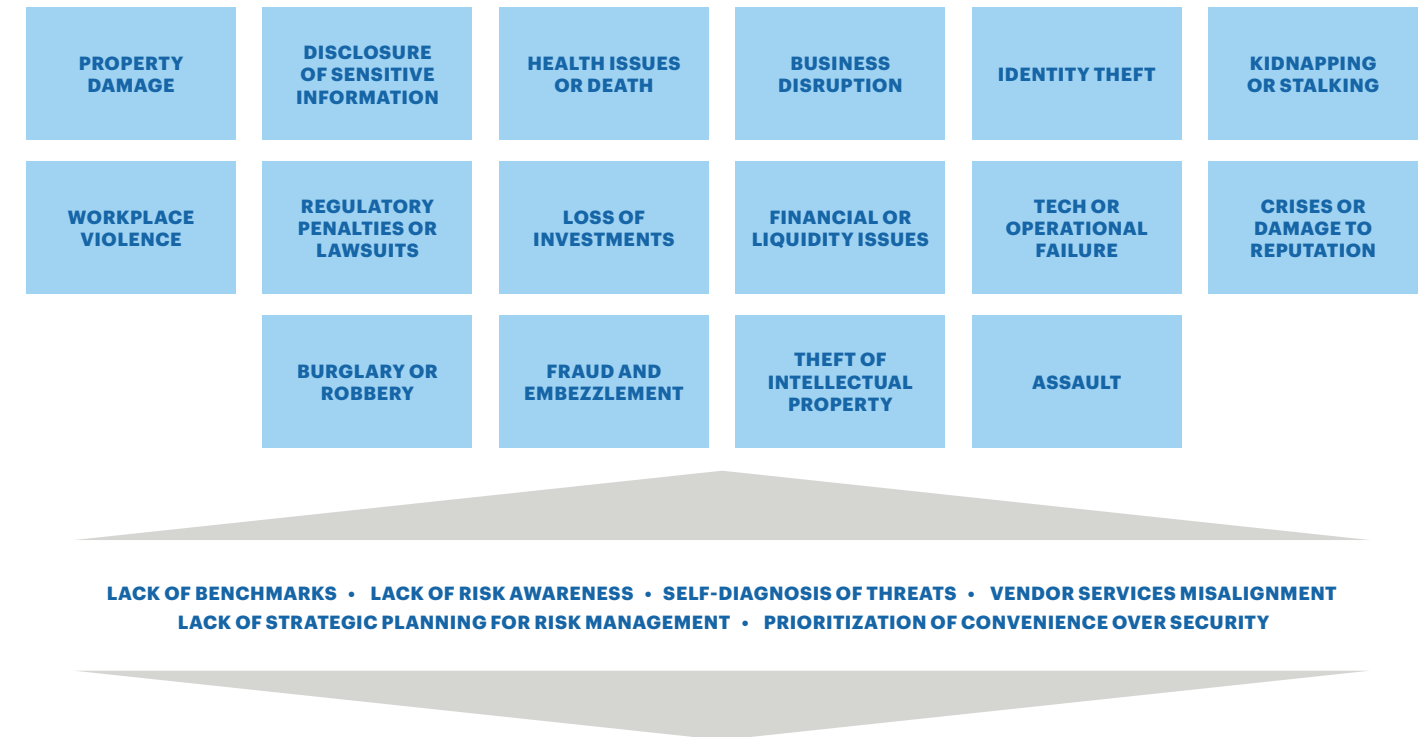 PROPERTY
DAMAGE
DISCLOSURE
OF SENSITIVE
INFORMATION
HEALTH ISSUES
OR DEATH
BUSINESS
DISRUPTION
IDENTITY THEFT
KIDNAPPING
OR STALKING
WORKPLACE
VIOLENCE
REGULATORY
PENALTIES OR
LAWSUITS
LOSS OF
INVESTMENTS
FINANCIAL OR
LIQUIDITY ISSUES
TECH OR
OPERATIONAL
FAILURE
CRISES OR
DAMAGE TO
REPUTATION
BURGLARY OR
ROBBERY
FRAUD AND
EMBEZZLEMENT
THEFT OF
INTELLECTUAL
PROPERTY
ASSAULT
LACK OF BENCHMARKS • LACK OF RISK AWARENESS • SELF-DIAGNOSIS OF THREATS • VENDOR SERVICES MISALIGNMENT
LACK OF STRATEGIC PLANNING FOR RISK MANAGEMENT • PRIORITIZATION OF CONVENIENCE OVER SECURITY